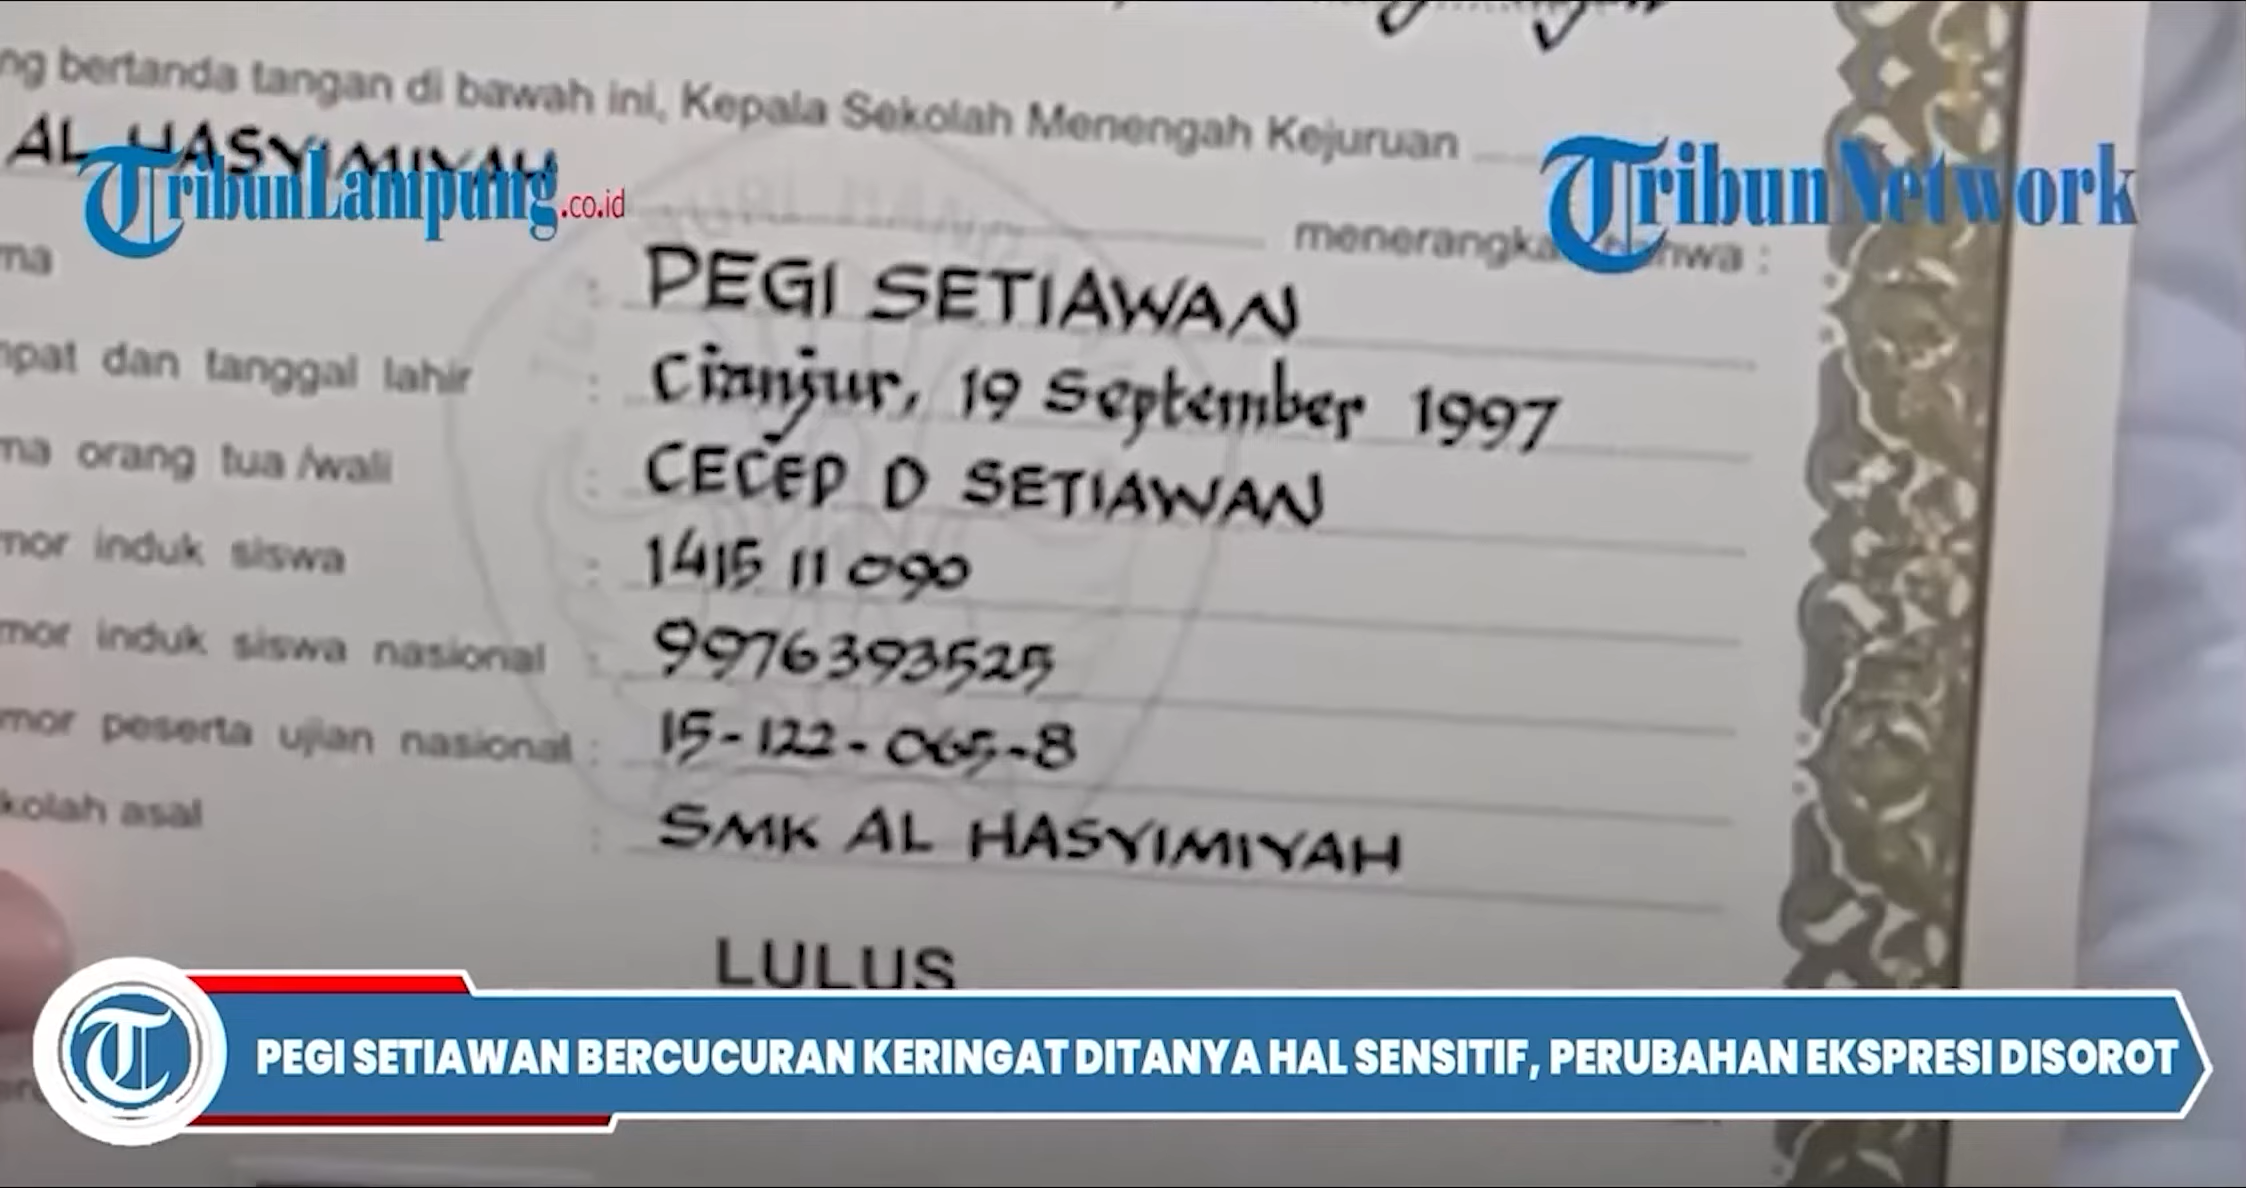 ng bertanda tangan di bawah ini, Kepala Sekolah Menengah Kejuruan
AL HASYIMIYAH
TribunLampung.co.id
TribunNetwork
menerangka hwa :
ma : PEGI SETIAWAN
mpat dan tanggal lahir : Cianjur, 19 September 1997
ma orang tua /wali : CECEP D SETIAWAN
mor induk siswa : 1415 11 090
mor induk siswa nasional : 9976393525
mor peserta ujian nasional : 15-122-065-8
kolah asal : SMK AL HASYIMIYAH
LULUS
PEGI SETIAWAN BERCUCURAN KERINGAT DITANYA HAL SENSITIF, PERUBAHAN EKSPRESI DISOROT